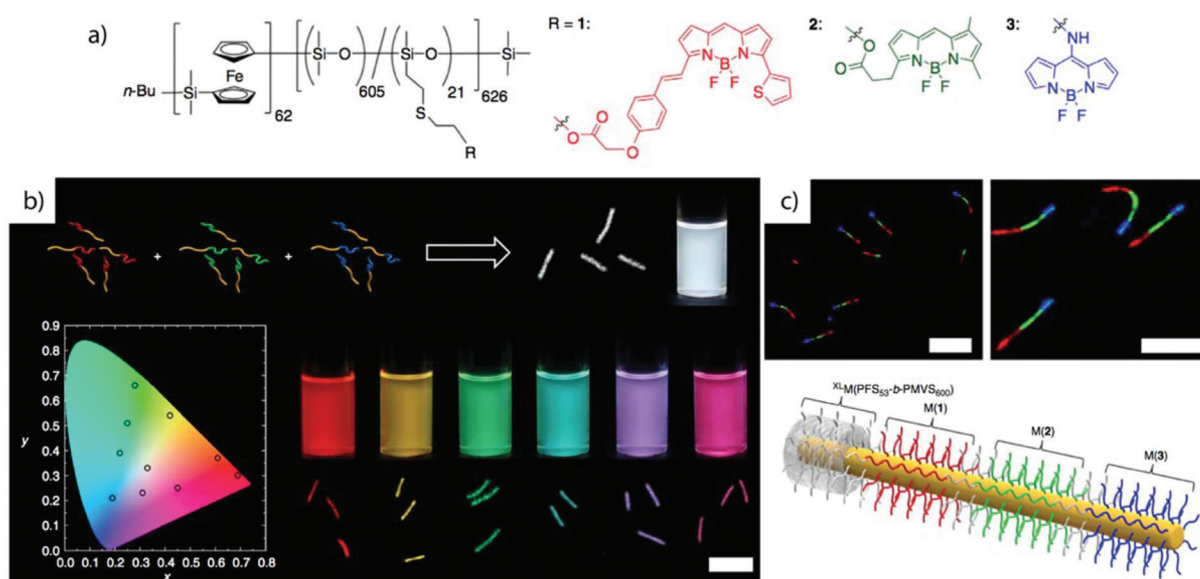 a)
n-Bu
Si
Fe
62
Si
O
605
Si
O
21
626
Si
S
R
R = 1:
N
N
B
F
F
S
O
O
O
2:
O
O
N
N
B
F
F
3:
NH
N
N
B
F
F
b)
+
+
0.9
0.8
0.7
0.6
0.5
0.4
0.3
0.2
0.1
0.0
y
0.0 0.1 0.2 0.3 0.4 0.5 0.6 0.7 0.8
x
c)
XLM(PFS53-b-PMVS600)
M(1)
M(2)
M(3)